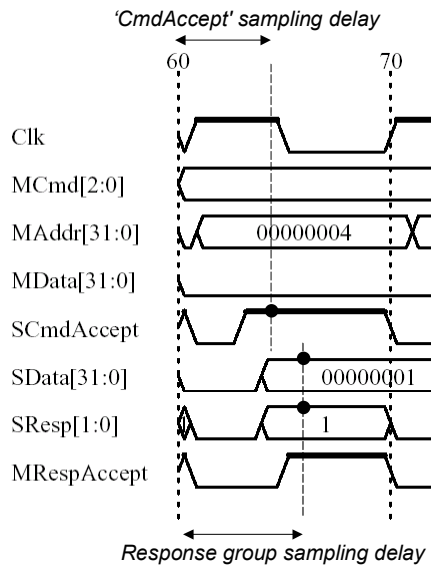 'CmdAccept' sampling delay
60 70
Clk
MCmd[2:0]
MAddr[31:0] 00000004
MData[31:0]
SCmdAccept
SData[31:0] 00000001
SResp[1:0] 1 1
MRespAccept
Response group sampling delay